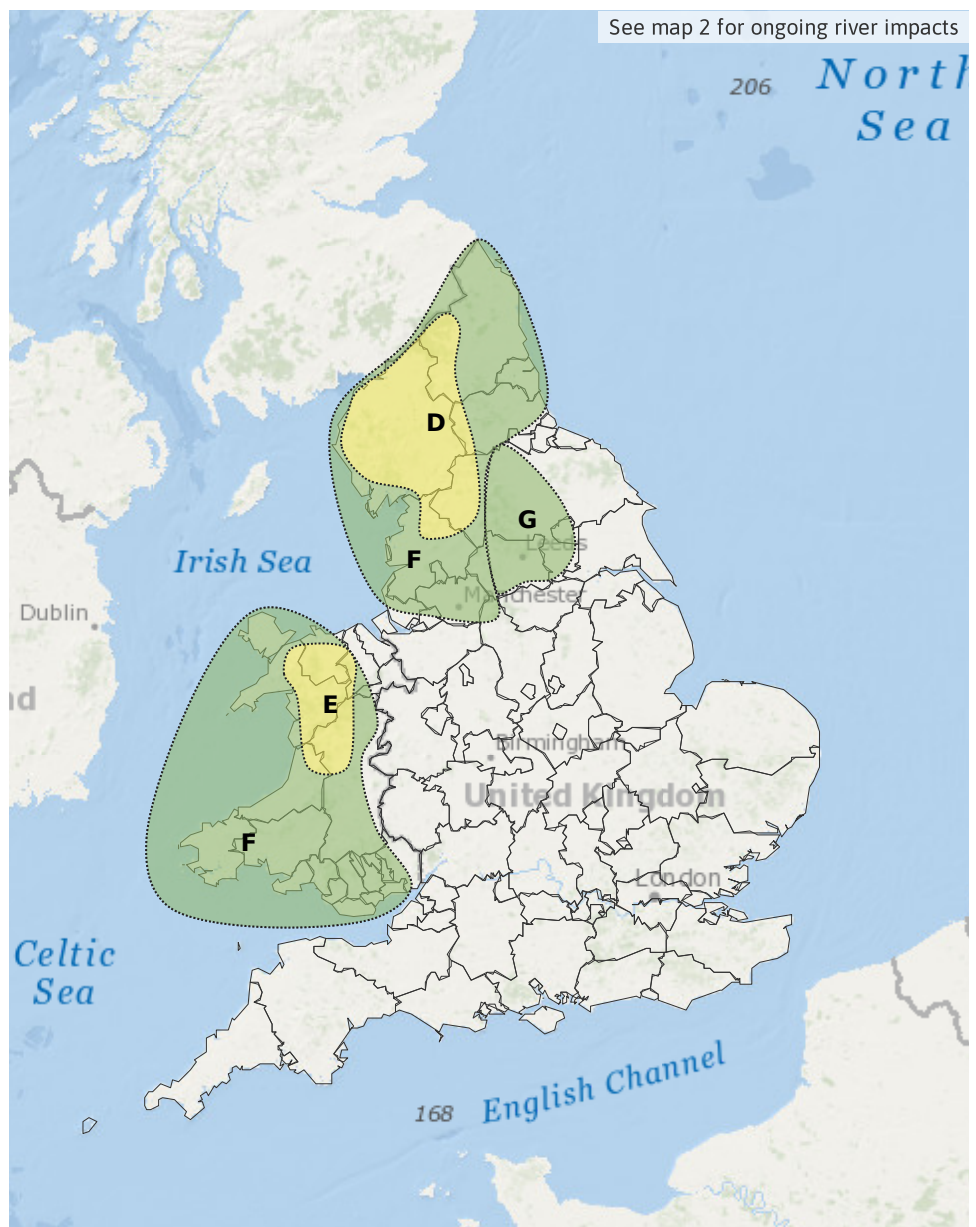 See map 2 for ongoing river impacts
206
North
Sea
D
G
Leeds
F
Irish Sea
Manchester
Dublin
nd
E
Birmingham
United Kingdom
F
London
Celtic
Sea
English Channel
168